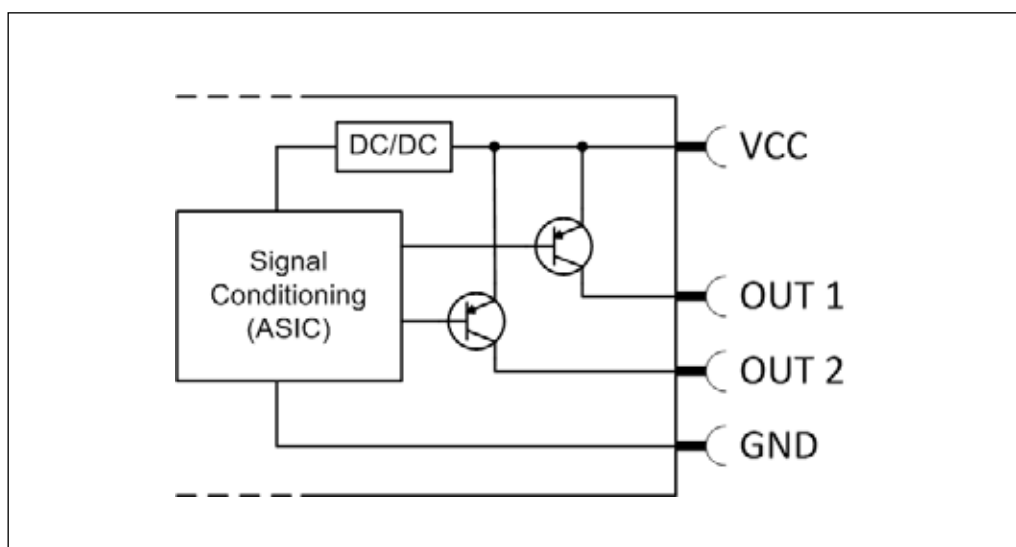 DC/DC
VCC
Signal
Conditioning
(ASIC)
OUT 1
OUT 2
GND